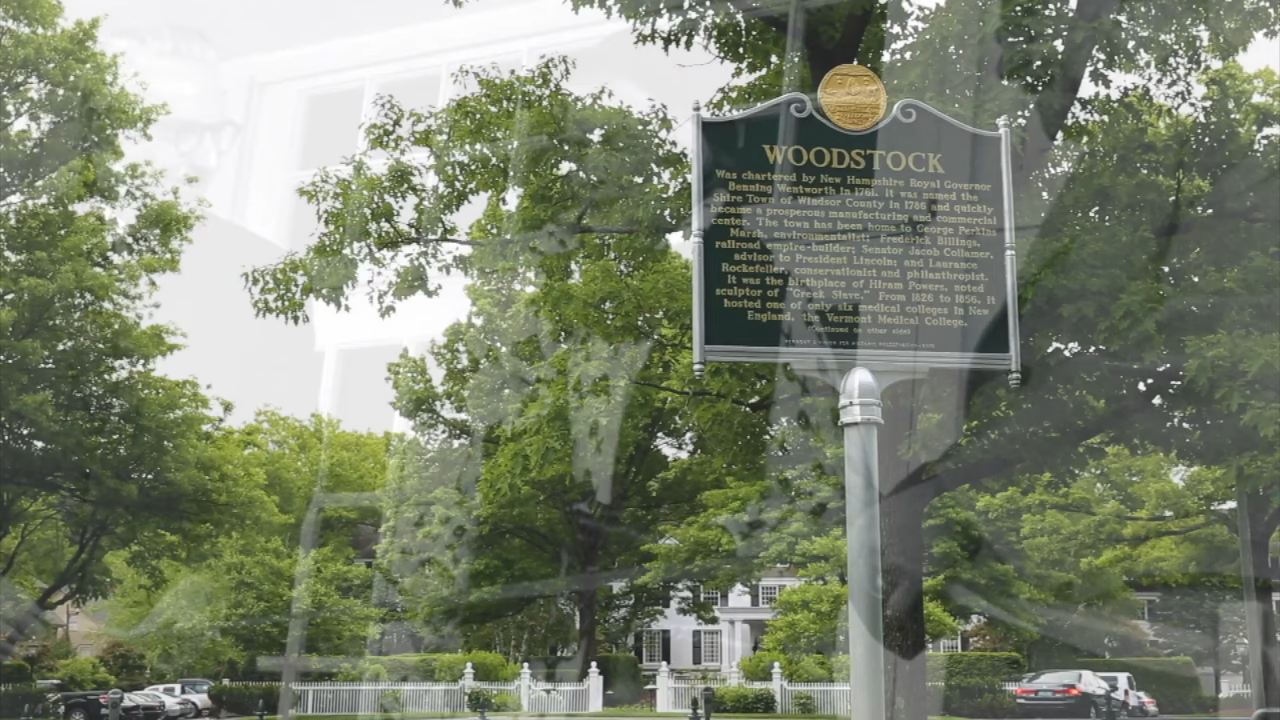 WOODSTOCK
Was chartered by New Hampshire Royal Governor
Benning Wentworth in 1761. It was named the
Shire Town of Windsor County in 1786 and quickly
became a prosperous manufacturing and commercial
center. The town has been home to George Perkins
Marsh, environmentalist; Frederick Billings,
railroad empire-builder; Senator Jacob Collamer,
advisor to President Lincoln; and Laurance
Rockefeller, conservationist and philanthropist.
It was the birthplace of Hiram Powers, noted
sculptor of "Greek Slave." From 1826 to 1856, it
hosted one of only six medical colleges in New
England, the Vermont Medical College.
(Continued on other side)